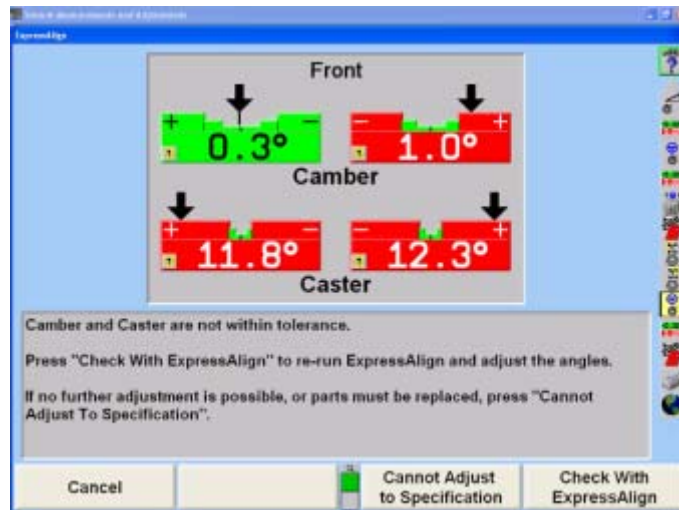 ExpressAlign
Front
+ −
0.3°
− +
1.0°
Camber
+ −
11.8°
− +
12.3°
Caster
Camber and Caster are not within tolerance.
Press "Check With ExpressAlign" to re-run ExpressAlign and adjust the angles.
If no further adjustment is possible, or parts must be replaced, press "Cannot
Adjust To Specification".
Cancel
Cannot Adjust
to Specification
Check With
ExpressAlign